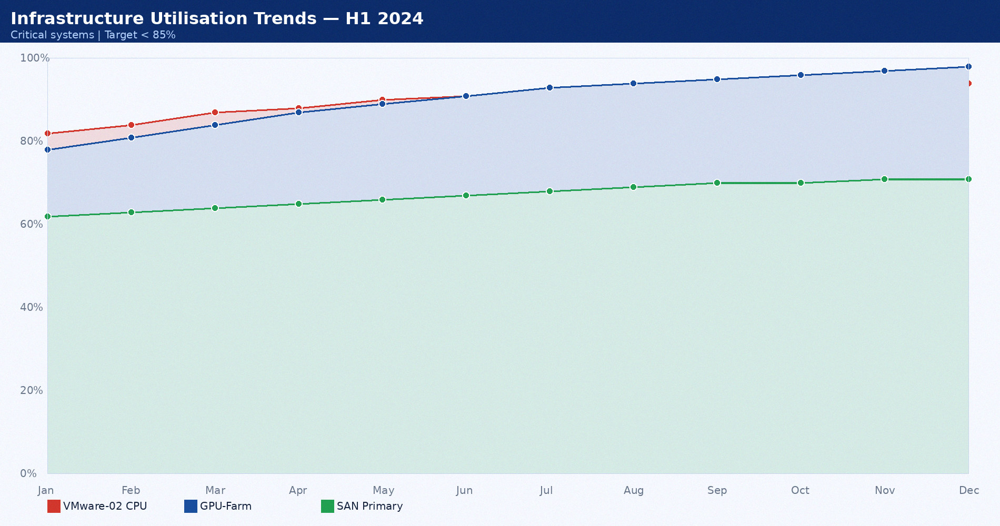 Infrastructure Utilisation Trends — H1 2024
Critical systems | Target < 85%
100%
80%
60%
40%
20%
0%
Jan Feb Mar Apr May Jun Jul Aug Sep Oct Nov Dec
VMware-02 CPU GPU-Farm SAN Primary